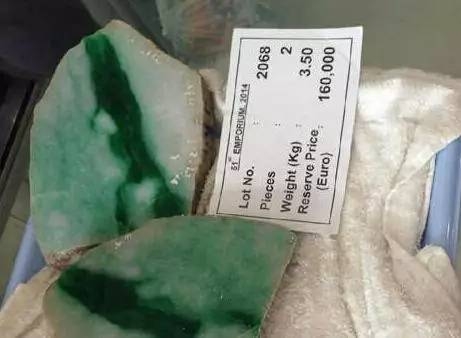 51st EMPORIUM, 2014
Lot No. : 2068
Pieces : 2
Weight (Kg) : 3.50
Reserve Price : 160,000
(Euro)